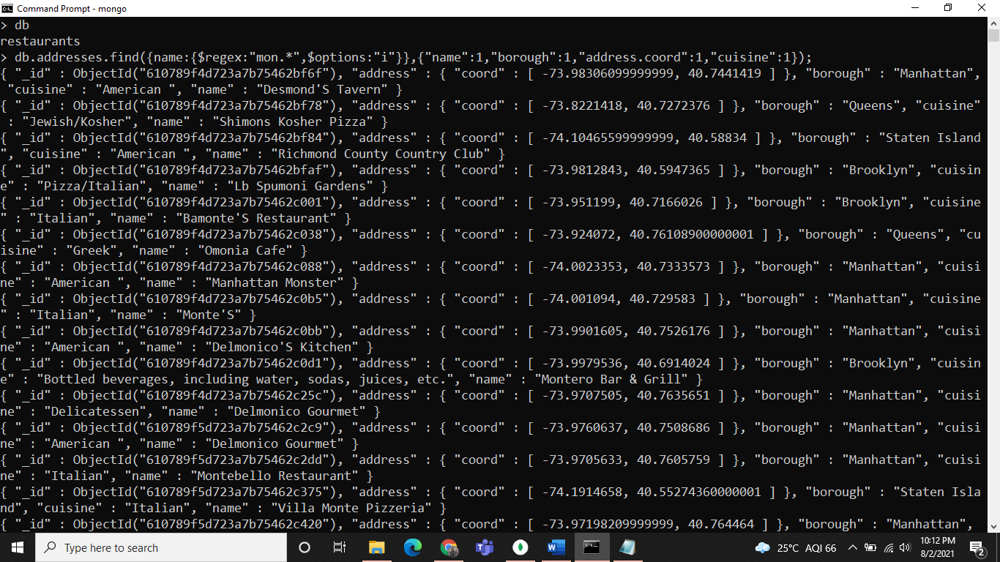 Command Prompt - mongo
> db
restaurants
> db.addresses.find({name:{$regex:"mon.*",$options:"i"}},{"name":1,"borough":1,"address.coord":1,"cuisine":1});
{ "_id" : ObjectId("610789f4d723a7b75462bf6f"), "address" : { "coord" : [ -73.98306099999999, 40.7441419 ] }, "borough" : "Manhattan",
"cuisine" : "American ", "name" : "Desmond'S Tavern" }
{ "_id" : ObjectId("610789f4d723a7b75462bf78"), "address" : { "coord" : [ -73.8221418, 40.7272376 ] }, "borough" : "Queens", "cuisine"
: "Jewish/Kosher", "name" : "Shimons Kosher Pizza" }
{ "_id" : ObjectId("610789f4d723a7b75462bf84"), "address" : { "coord" : [ -74.10465599999999, 40.58834 ] }, "borough" : "Staten Island
", "cuisine" : "American ", "name" : "Richmond County Country Club" }
{ "_id" : ObjectId("610789f4d723a7b75462bfaf"), "address" : { "coord" : [ -73.9812843, 40.5947365 ] }, "borough" : "Brooklyn", "cuisin
e" : "Pizza/Italian", "name" : "Lb Spumoni Gardens" }
{ "_id" : ObjectId("610789f4d723a7b75462c001"), "address" : { "coord" : [ -73.951199, 40.7166026 ] }, "borough" : "Brooklyn", "cuisine
" : "Italian", "name" : "Bamonte'S Restaurant" }
{ "_id" : ObjectId("610789f4d723a7b75462c038"), "address" : { "coord" : [ -73.924072, 40.76108900000001 ] }, "borough" : "Queens", "cu
isine" : "Greek", "name" : "Omonia Cafe" }
{ "_id" : ObjectId("610789f4d723a7b75462c088"), "address" : { "coord" : [ -74.0023353, 40.7333573 ] }, "borough" : "Manhattan", "cuisi
ne" : "American ", "name" : "Manhattan Monster" }
{ "_id" : ObjectId("610789f4d723a7b75462c0b5"), "address" : { "coord" : [ -74.001094, 40.729583 ] }, "borough" : "Manhattan", "cuisine
" : "Italian", "name" : "Monte'S" }
{ "_id" : ObjectId("610789f4d723a7b75462c0bb"), "address" : { "coord" : [ -73.9901605, 40.7526176 ] }, "borough" : "Manhattan", "cuisi
ne" : "American ", "name" : "Delmonico'S Kitchen" }
{ "_id" : ObjectId("610789f4d723a7b75462c0d1"), "address" : { "coord" : [ -73.9979536, 40.6914024 ] }, "borough" : "Brooklyn", "cuisin
e" : "Bottled beverages, including water, sodas, juices, etc.", "name" : "Montero Bar & Grill" }
{ "_id" : ObjectId("610789f4d723a7b75462c25c"), "address" : { "coord" : [ -73.9707505, 40.7635651 ] }, "borough" : "Manhattan", "cuisi
ne" : "Delicatessen", "name" : "Delmonico Gourmet" }
{ "_id" : ObjectId("610789f5d723a7b75462c2c9"), "address" : { "coord" : [ -73.9760637, 40.7508686 ] }, "borough" : "Manhattan", "cuisi
ne" : "American ", "name" : "Delmonico Gourmet" }
{ "_id" : ObjectId("610789f5d723a7b75462c2dd"), "address" : { "coord" : [ -73.9705633, 40.7605759 ] }, "borough" : "Manhattan", "cuisi
ne" : "Italian", "name" : "Montebello Restaurant" }
{ "_id" : ObjectId("610789f5d723a7b75462c375"), "address" : { "coord" : [ -74.1914658, 40.55274360000001 ] }, "borough" : "Staten Isla
nd", "cuisine" : "Italian", "name" : "Villa Monte Pizzeria" }
{ "_id" : ObjectId("610789f5d723a7b75462c420"), "address" : { "coord" : [ -73.97198209999999, 40.764464 ] }, "borough" : "Manhattan",
Type here to search
25°C AQI 66
10:12 PM
8/2/2021
2